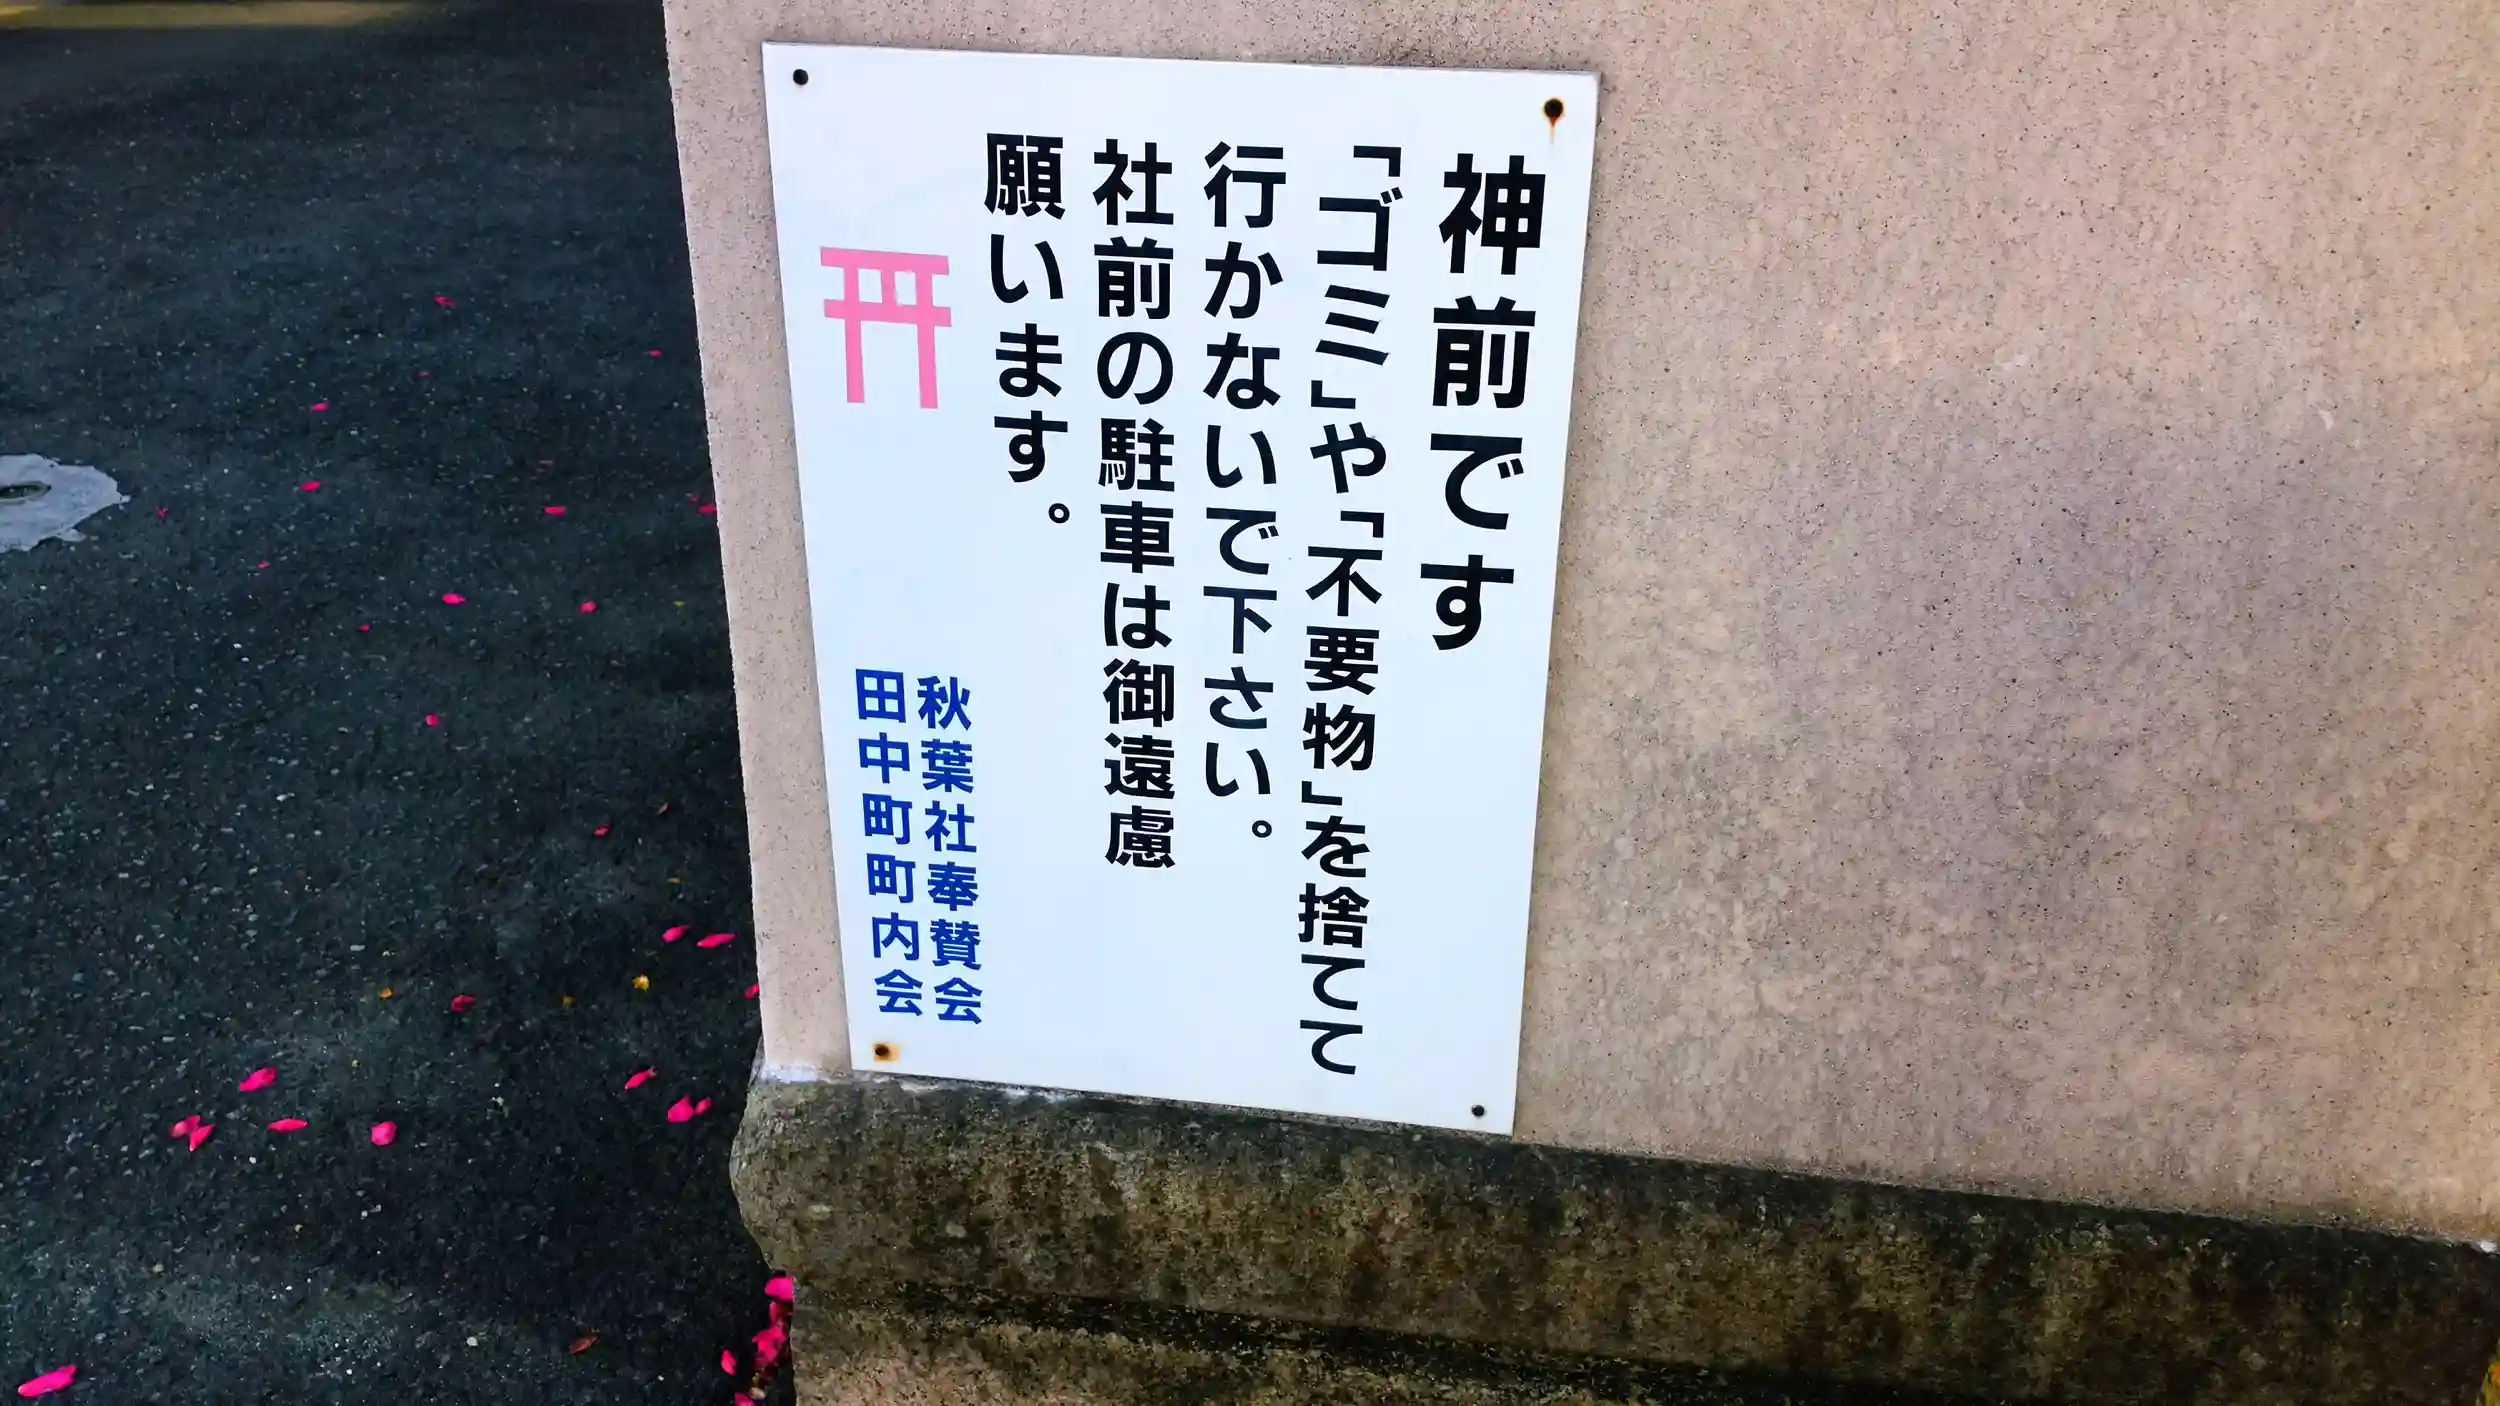 神前です
「ゴミ」や「不要物」を捨てて
行かないで下さい。
社前の駐車は御遠慮
願います。
秋葉社奉賛会
田中町町内会